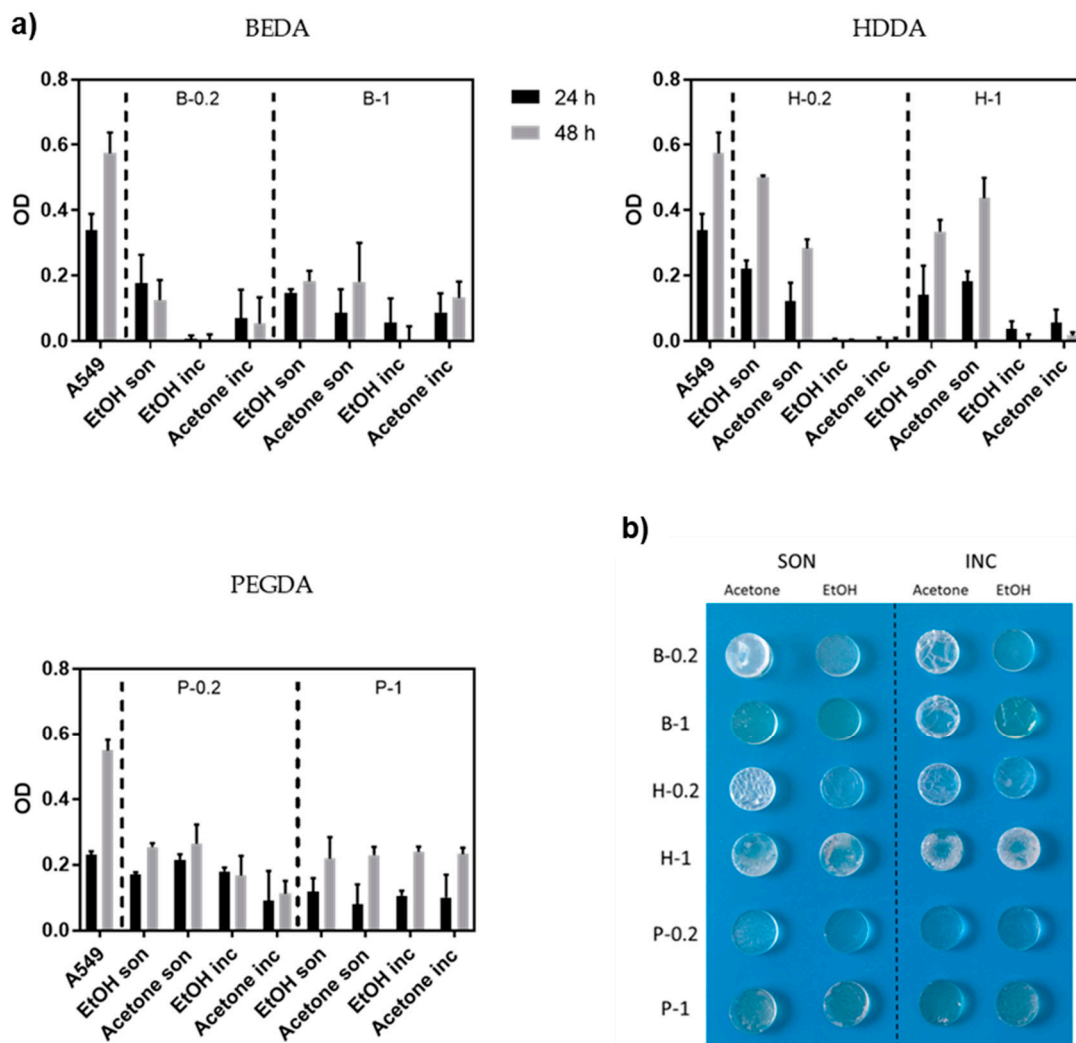 a)
BEDA
0.8
0.6
0.4
0.2
0.0
OD
B-0.2
B-1
A549
EtOH son
EtOH inc
Acetone inc
EtOH son
Acetone son
EtOH inc
Acetone inc
24 h
48 h
HDDA
0.8
0.6
0.4
0.2
0.0
OD
H-0.2
H-1
A549
EtOH son
Acetone son
EtOH inc
Acetone inc
EtOH son
Acetone son
EtOH inc
Acetone inc
PEGDA
0.8
0.6
0.4
0.2
0.0
OD
P-0.2
P-1
A549
EtOH son
Acetone son
EtOH inc
Acetone inc
EtOH son
Acetone son
EtOH inc
Acetone inc
b)
SON INC
Acetone EtOH Acetone EtOH
B-0.2
B-1
H-0.2
H-1
P-0.2
P-1